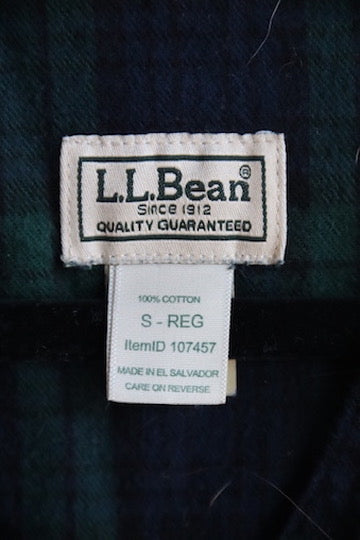 L.L.Bean®
Since 1912
QUALITY GUARANTEED
100% COTTON
S - REG
ItemID 107457
MADE IN EL SALVADOR
CARE ON REVERSE